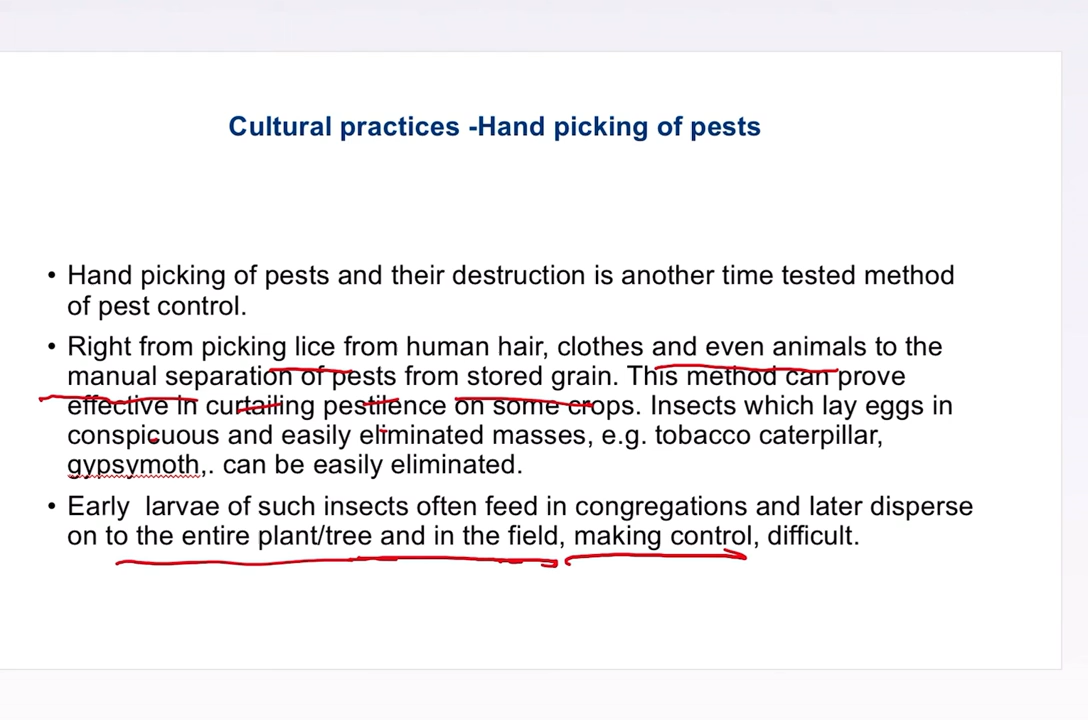 Cultural practices -Hand picking of pests
• Hand picking of pests and their destruction is another time tested method
of pest control.
• Right from picking lice from human hair, clothes and even animals to the
manual separation of pests from stored grain. This method can prove
effective in curtailing pestilence on some crops. Insects which lay eggs in
conspicuous and easily eliminated masses, e.g. tobacco caterpillar,
gypsymoth,. can be easily eliminated.
• Early  larvae of such insects often feed in congregations and later disperse
on to the entire plant/tree and in the field, making control, difficult.